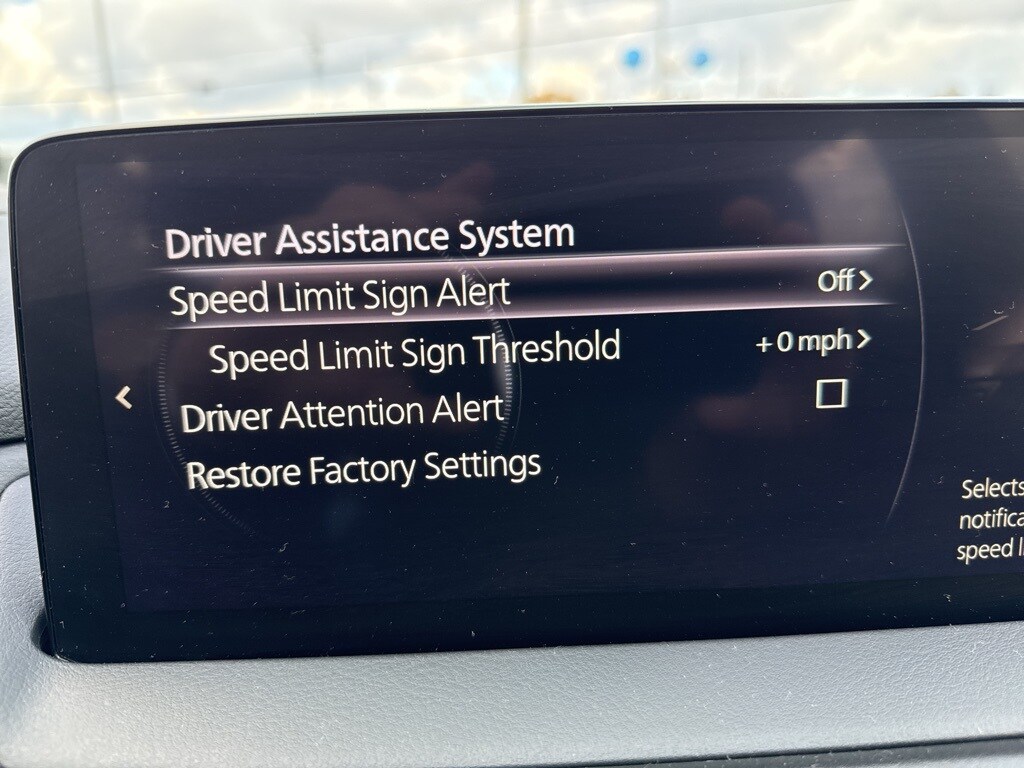 Driver Assistance System
Speed Limit Sign Alert Off >
Speed Limit Sign Threshold +0 mph >
Driver Attention Alert
Restore Factory Settings
Selects
speed